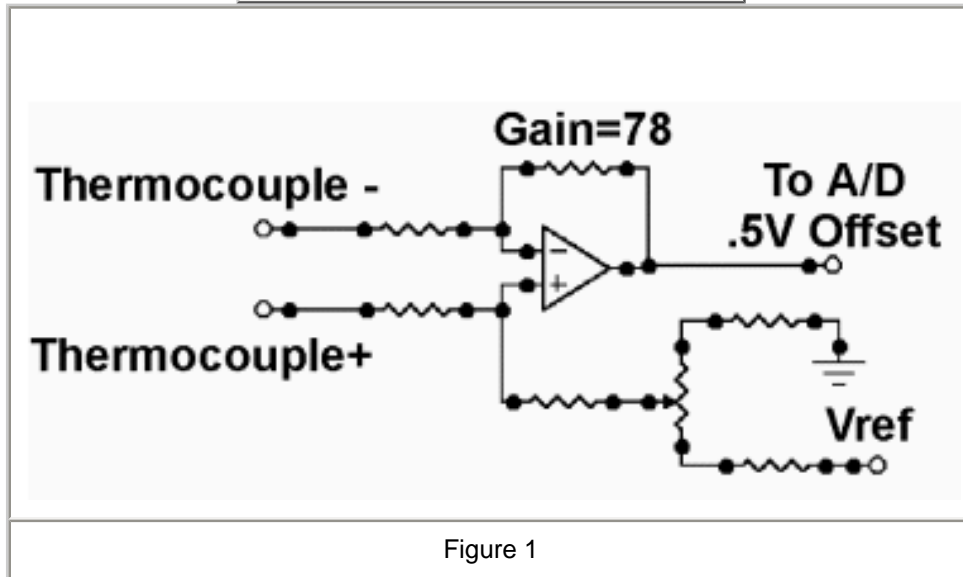 Gain=78
Thermocouple -
To A/D
.5V Offset
Thermocouple+
Vref
Figure 1